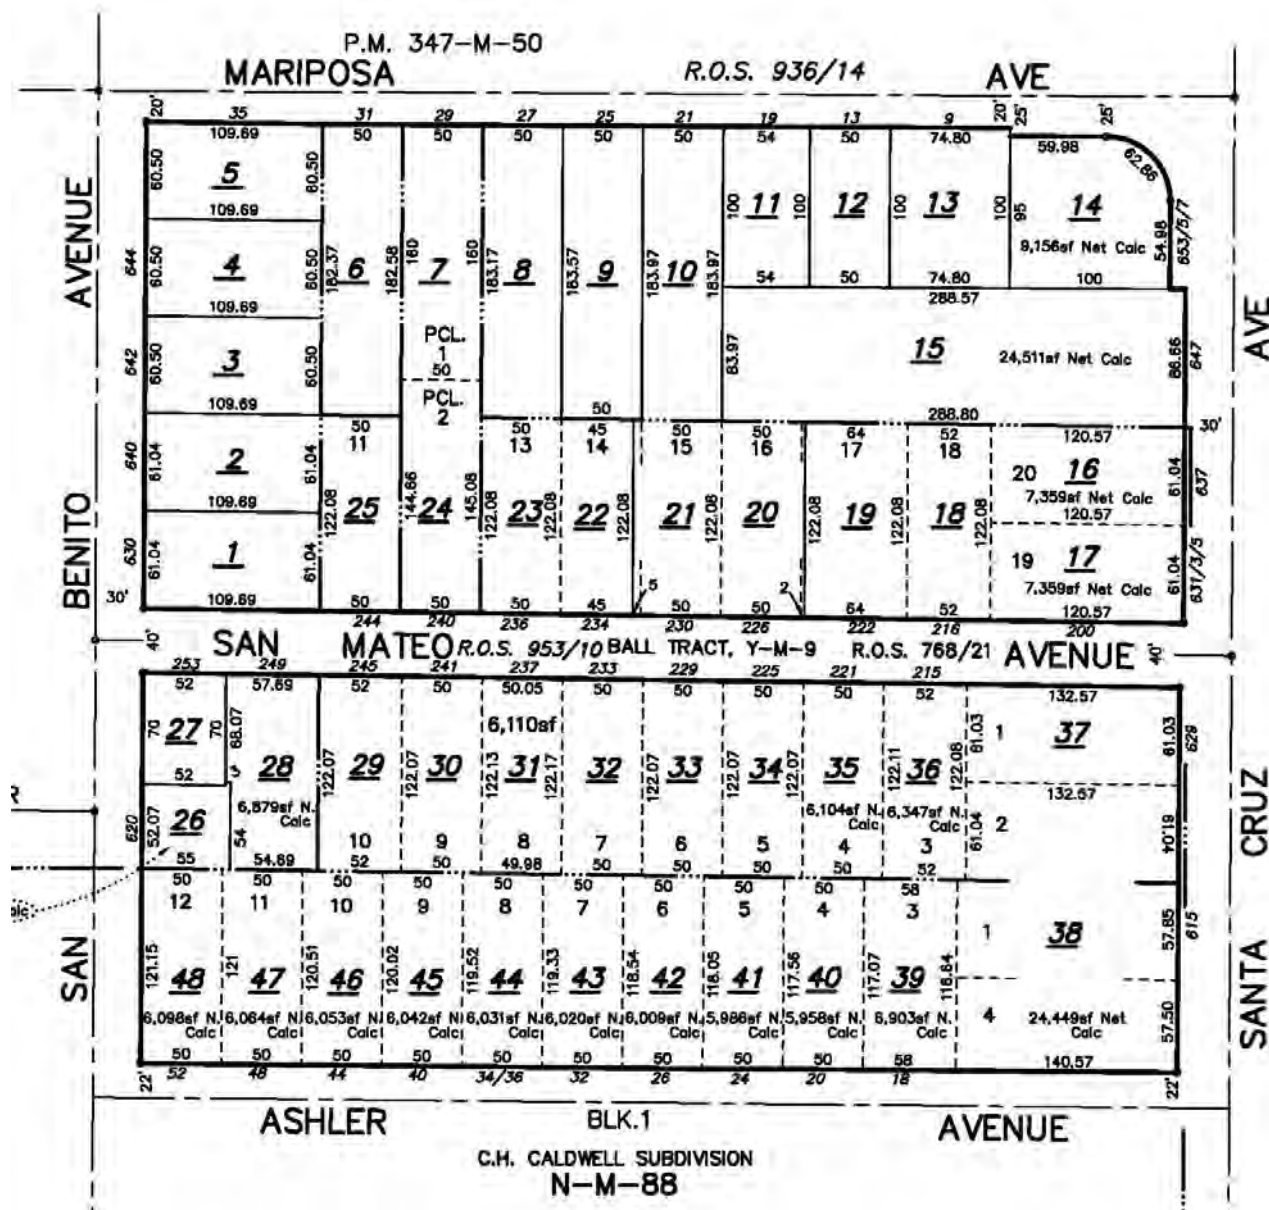 P.M. 347-M-50
MARIPOSA R.O.S. 936/14 AVE
20' 35 31 29 27 25 21 19 13 9 20' 25' 25'
109.69 50 50 50 50 50 54 50 74.80 59.98 62.86
60.50 5 60.50 100 11 100 12 100 13 100 95 14 54.98 653/5/7
109.69 9,156sf Net Calc
644 60.50 4 60.50 182.37 6 182.58 160 7 160 183.17 8 183.57 9 183.97 10 183.97
54 50 74.80 100
109.69 288.57
AVENUE AVE
642 60.50 3 60.50 PCL. 1 83.97 15 24,511sf Net Calc 86.66 647
50
PCL. 2
109.69 50 288.80
50 50 45 50 50 64 52 120.57 30'
11 13 14 15 16 17 18
640 61.04 2 61.04 20 16 61.04 637
7,359sf Net Calc
109.69 120.57
122.08 25 144.66 24 145.08 122.08 23 122.08 22 122.08 21 122.08 20 122.08 19 122.08 18
630 61.04 1 61.04 19 17 61.04 631/3/5
7,359sf Net Calc
5 2
30' 109.69 50 50 50 45 50 50 64 52 120.57
244 240 236 234 230 226 222 216 200
BENITO
40' SAN MATEO R.O.S. 953/10 BALL TRACT, Y-M-9 R.O.S. 768/21 AVENUE 40'
253 249 245 241 237 233 229 225 221 215
52 57.69 52 50 50.05 50 50 50 50 52 132.57
70 27 70 68.07 6,110sf 61.03 1 37 61.03 629
52 3 28 122.07 29 122.07 30 122.13 31 122.17 32 122.07 33 122.07 34 122.07 35 122.11 36 122.08 132.57
6,879sf N. Calc 6,104sf N. Calc 6,347sf N. Calc
R
620 52.07 26 54 61.04 2 61.04
10 9 8 7 6 5 4 3
55 54.69 52 50 49.98 50 50 50 50 52
50 50 50 50 50 50 50 50 50 58
12 11 10 9 8 7 6 5 4 3 1 38 57.85 615
121.15 48 121 47 120.51 46 120.02 45 119.52 44 119.33 43 118.54 42 118.05 41 117.56 40 117.07 39 116.64
6,098sf N. Calc 6,064sf N. Calc 6,053sf N. Calc 6,042sf N. Calc 6,031sf N. Calc 6,020sf N. Calc 6,009sf N. Calc 5,986sf N. Calc 5,958sf N. Calc 6,903sf N. Calc 4 24,449sf Net Calc 57.50
50 50 50 50 50 50 50 50 50 58 140.57
22' 52 48 44 40 34/36 32 26 24 20 18 22'
SAN
SANTA CRUZ
ASHLER BLK.1 AVENUE
C.H. CALDWELL SUBDIVISION
N-M-88